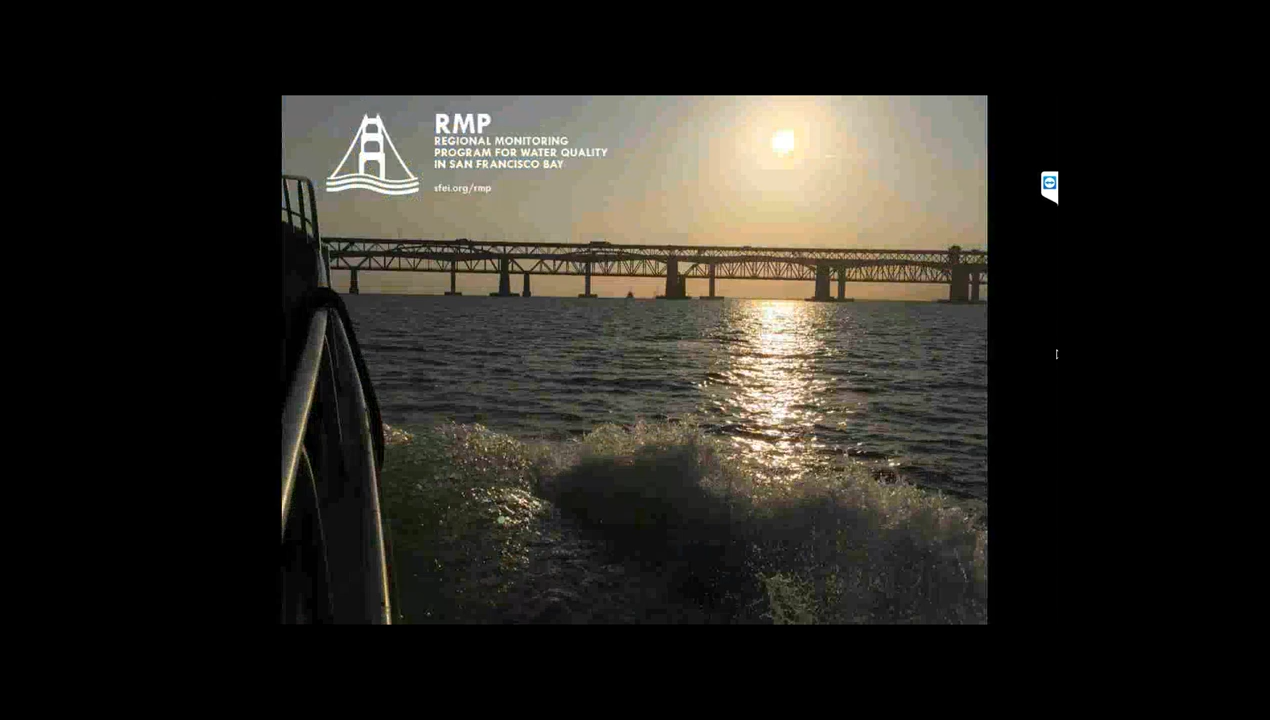 RMP
REGIONAL MONITORING
PROGRAM FOR WATER QUALITY
IN SAN FRANCISCO BAY
sfei.org/rmp